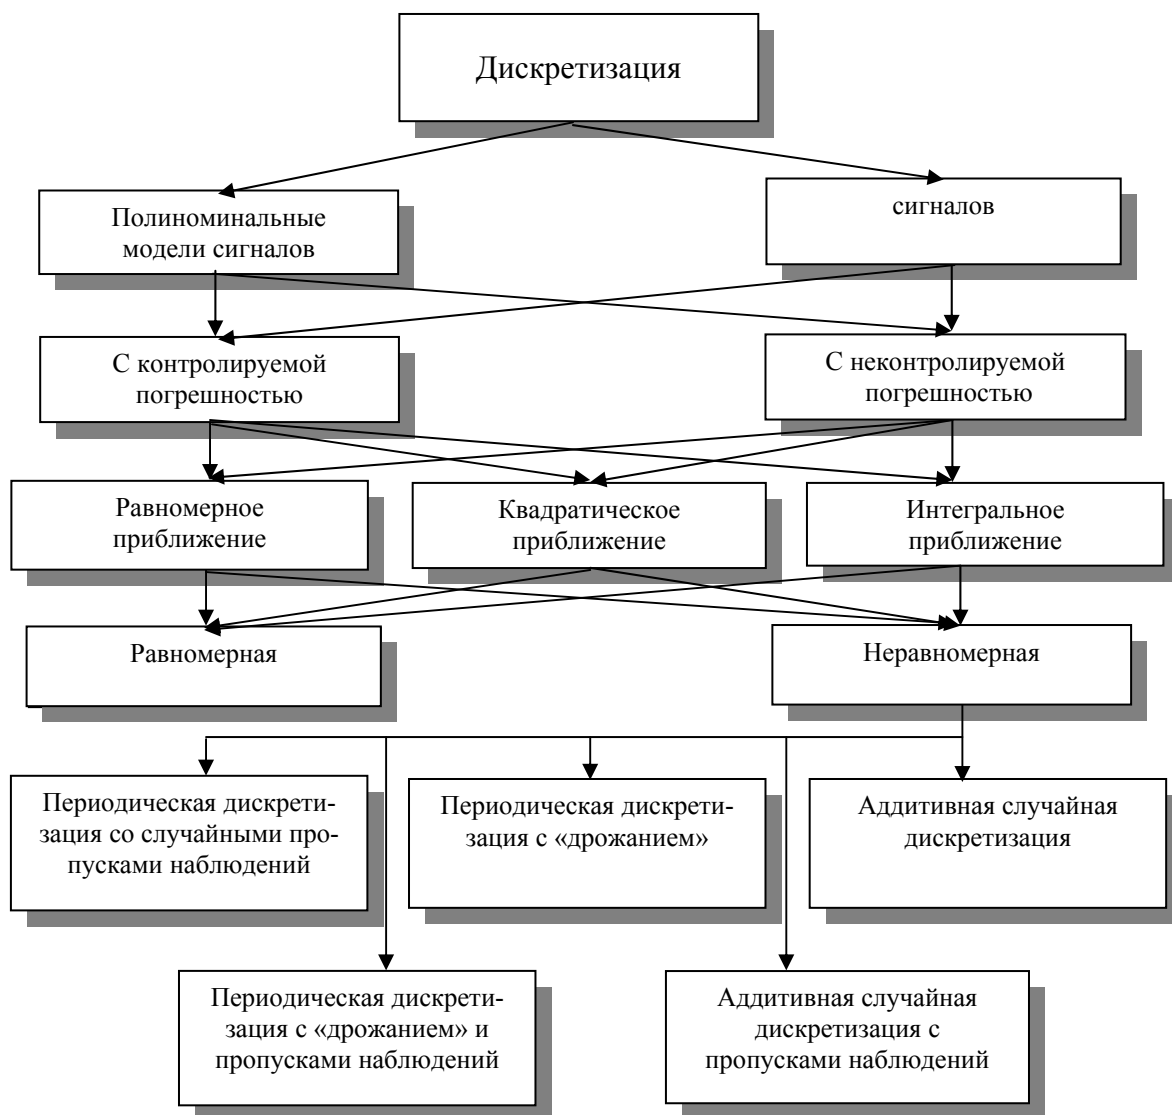 Дискретизация
Полиноминальные
модели сигналов
сигналов
С контролируемой
погрешностью
С неконтролируемой
погрешностью
Равномерное
приближение
Квадратическое
приближение
Интегральное
приближение
Равномерная
Неравномерная
Периодическая дискрети-
зация со случайными про-
пусками наблюдений
Периодическая дискрети-
зация с «дрожанием»
Аддитивная случайная
дискретизация
Периодическая дискрети-
зация с «дрожанием» и
пропусками наблюдений
Аддитивная случайная
дискретизация с
пропусками наблюдений